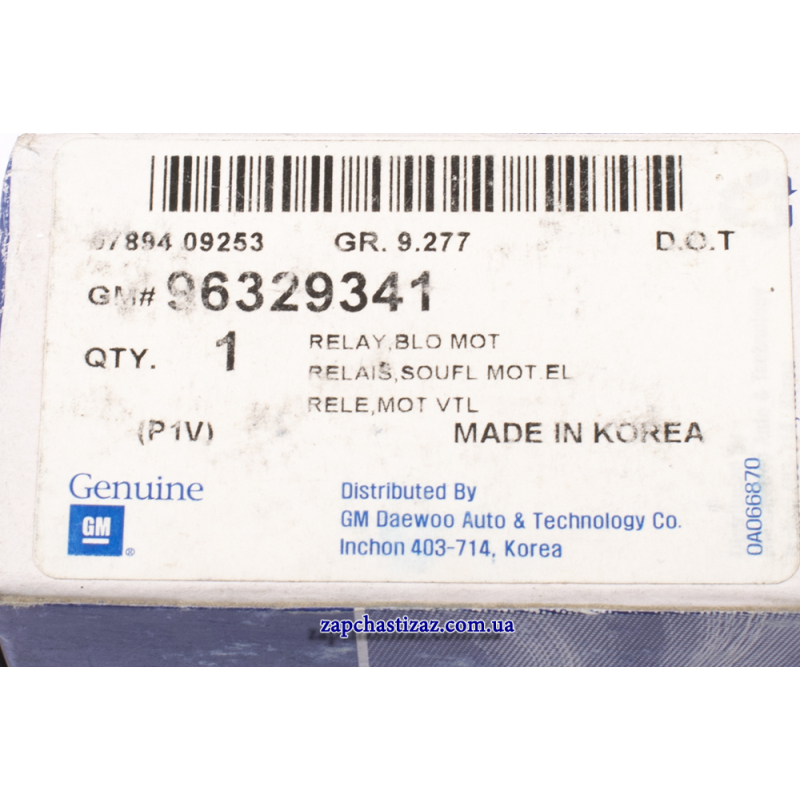 07894 09253 GR. 9.277 D.O.T
GM# 96329341
QTY. 1
RELAY,BLO MOT
RELAIS,SOUFL MOT.EL
RELE,MOT VTL
(P1V) MADE IN KOREA
Genuine
GM ®
Distributed By
GM Daewoo Auto & Technology Co.
Inchon 403-714, Korea
0A066870
zapchastizaz.com.ua